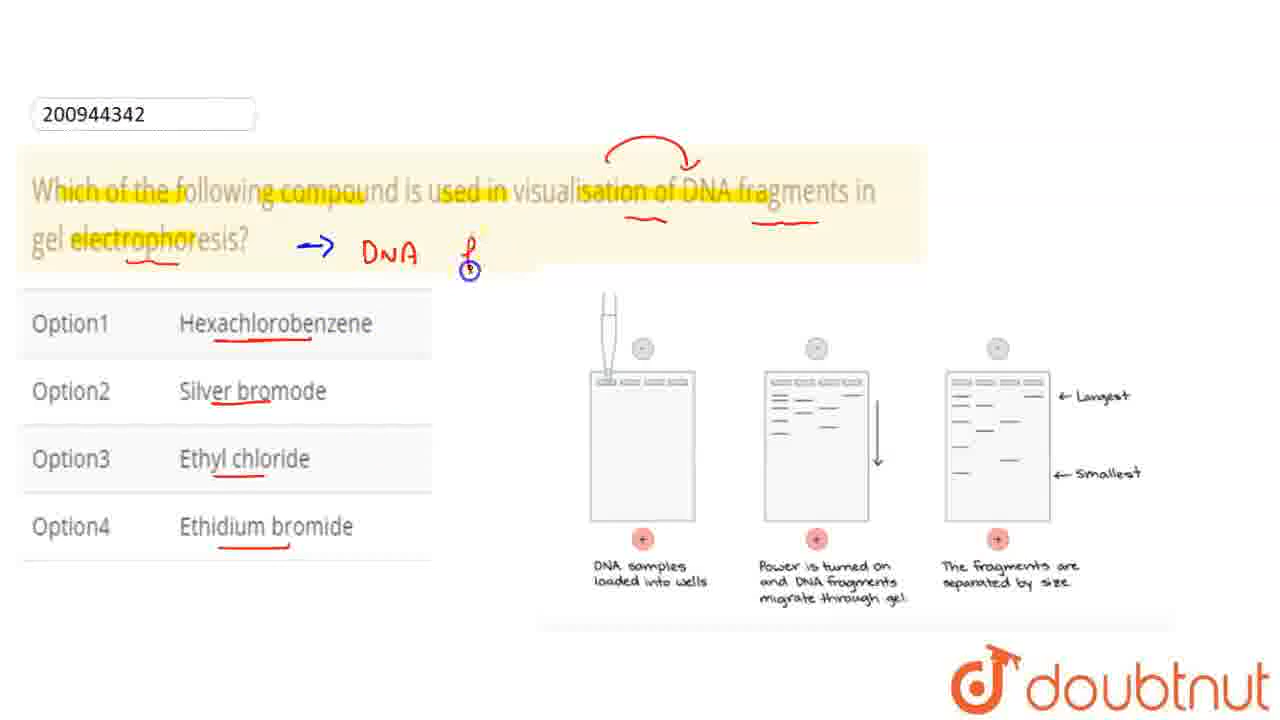 200944342
Which of the following compound is used in visualisation of DNA fragments in
gel electrophoresis?
DNA f
Option1 Hexachlorobenzene
Option2 Silver bromode
Option3 Ethyl chloride
Option4 Ethidium bromide
- - -
← Largest
← Smallest
+ + +
DNA samples
loaded into wells
Power is turned on
and DNA fragments
migrate through gel
The fragments are
separated by size
doubtnut